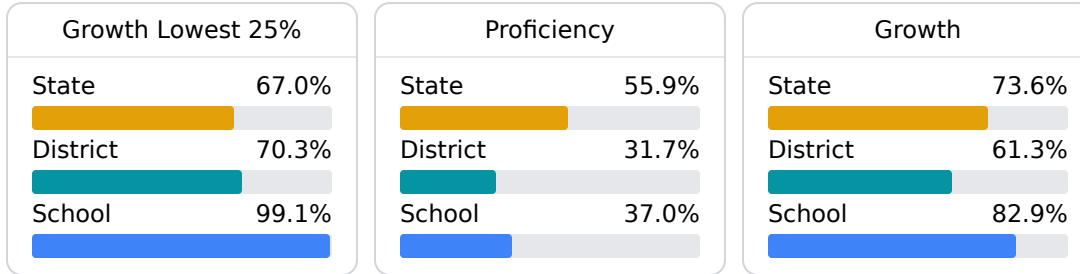 Growth Lowest 25%
State 67.0%
District 70.3%
School 99.1%
Proficiency
State 55.9%
District 31.7%
School 37.0%
Growth
State 73.6%
District 61.3%
School 82.9%